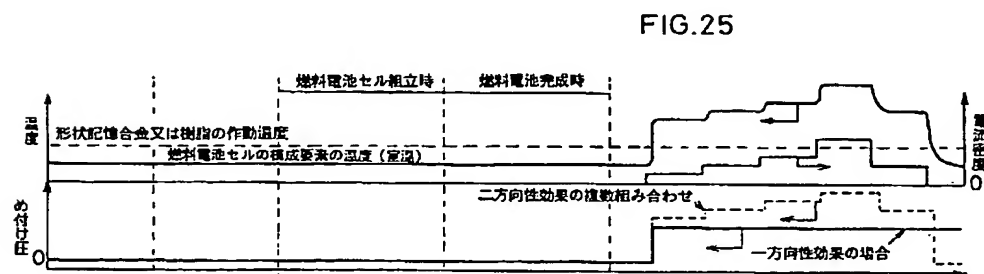 FIG.25
燃料電池セル組立時
燃料電池完成時
温度
形状記憶合金又は樹脂の作動温度
燃料電池セルの構成要素の温度（常温）
電流密度
0
二方向性効果の複数組み合わせ
め付け圧
0
一方向性効果の場合